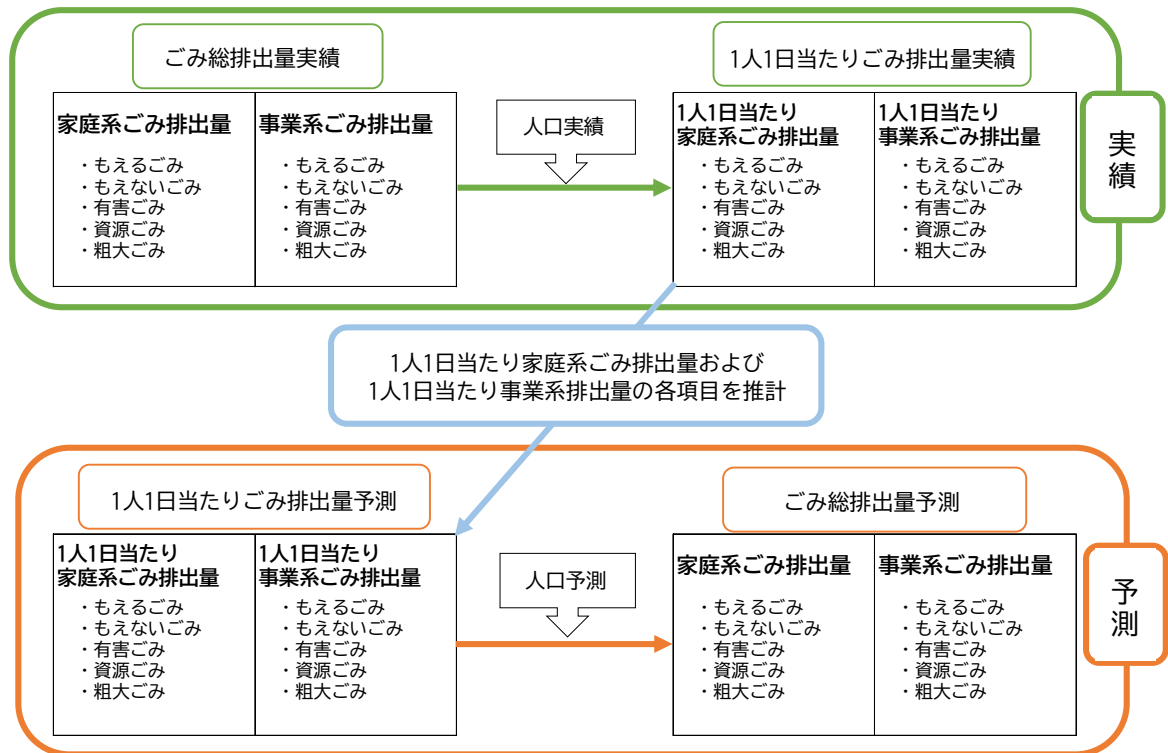 ごみ総排出量実績
家庭系ごみ排出量
・もえるごみ
・もえないごみ
・有害ごみ
・資源ごみ
・粗大ごみ
事業系ごみ排出量
・もえるごみ
・もえないごみ
・有害ごみ
・資源ごみ
・粗大ごみ
人口実績
1人1日当たりごみ排出量実績
1人1日当たり
家庭系ごみ排出量
・もえるごみ
・もえないごみ
・有害ごみ
・資源ごみ
・粗大ごみ
1人1日当たり
事業系ごみ排出量
・もえるごみ
・もえないごみ
・有害ごみ
・資源ごみ
・粗大ごみ
実績
1人1日当たり家庭系ごみ排出量および
1人1日当たり事業系排出量の各項目を推計
1人1日当たりごみ排出量予測
1人1日当たり
家庭系ごみ排出量
・もえるごみ
・もえないごみ
・有害ごみ
・資源ごみ
・粗大ごみ
1人1日当たり
事業系ごみ排出量
・もえるごみ
・もえないごみ
・有害ごみ
・資源ごみ
・粗大ごみ
人口予測
ごみ総排出量予測
家庭系ごみ排出量
・もえるごみ
・もえないごみ
・有害ごみ
・資源ごみ
・粗大ごみ
事業系ごみ排出量
・もえるごみ
・もえないごみ
・有害ごみ
・資源ごみ
・粗大ごみ
予測